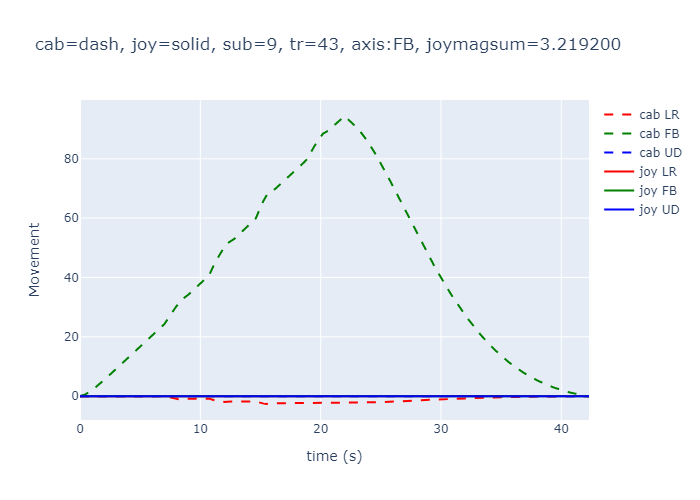 cab=dash, joy=solid, sub=9, tr=43, axis:FB, joymagsum=3.219200
cab LR
cab FB
cab UD
joy LR
joy FB
joy UD
Movement
80
60
40
20
0
0 10 20 30 40
time (s)